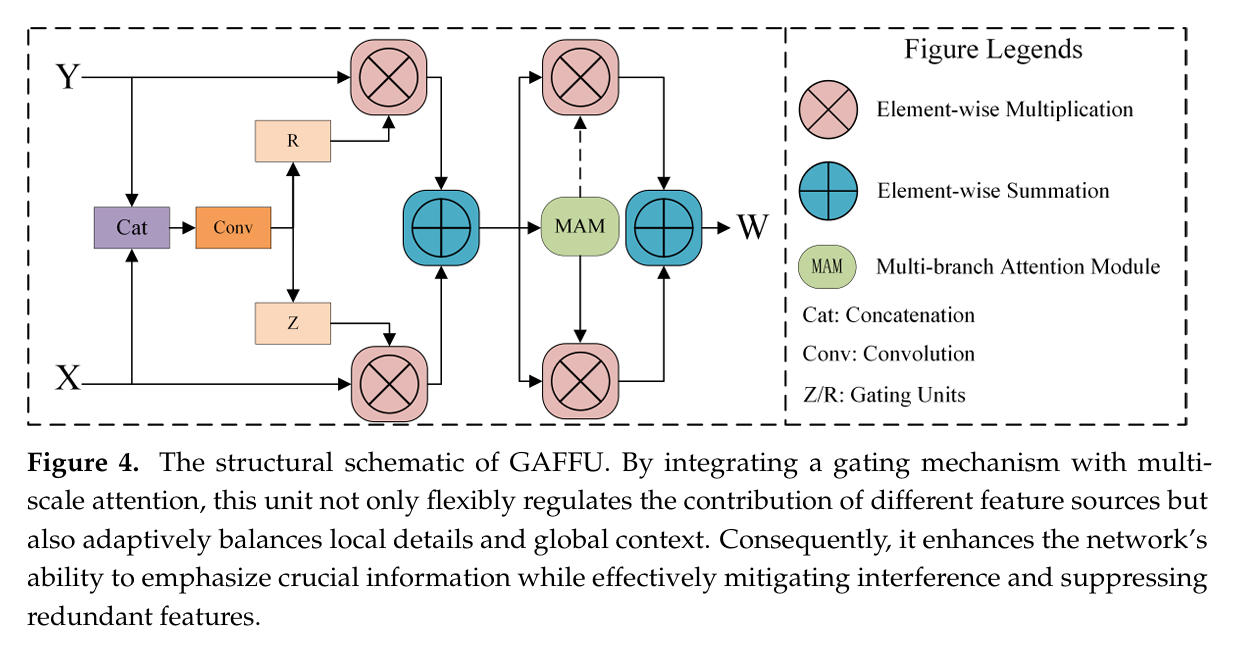 Y
R
Cat
Conv
MAM
W
Z
X
Figure Legends
Element-wise Multiplication
Element-wise Summation
MAM
Multi-branch Attention Module
Cat: Concatenation
Conv: Convolution
Z/R: Gating Units
Figure 4. The structural schematic of GAFFU. By integrating a gating mechanism with multi-
scale attention, this unit not only flexibly regulates the contribution of different feature sources but
also adaptively balances local details and global context. Consequently, it enhances the network's
ability to emphasize crucial information while effectively mitigating interference and suppressing
redundant features.